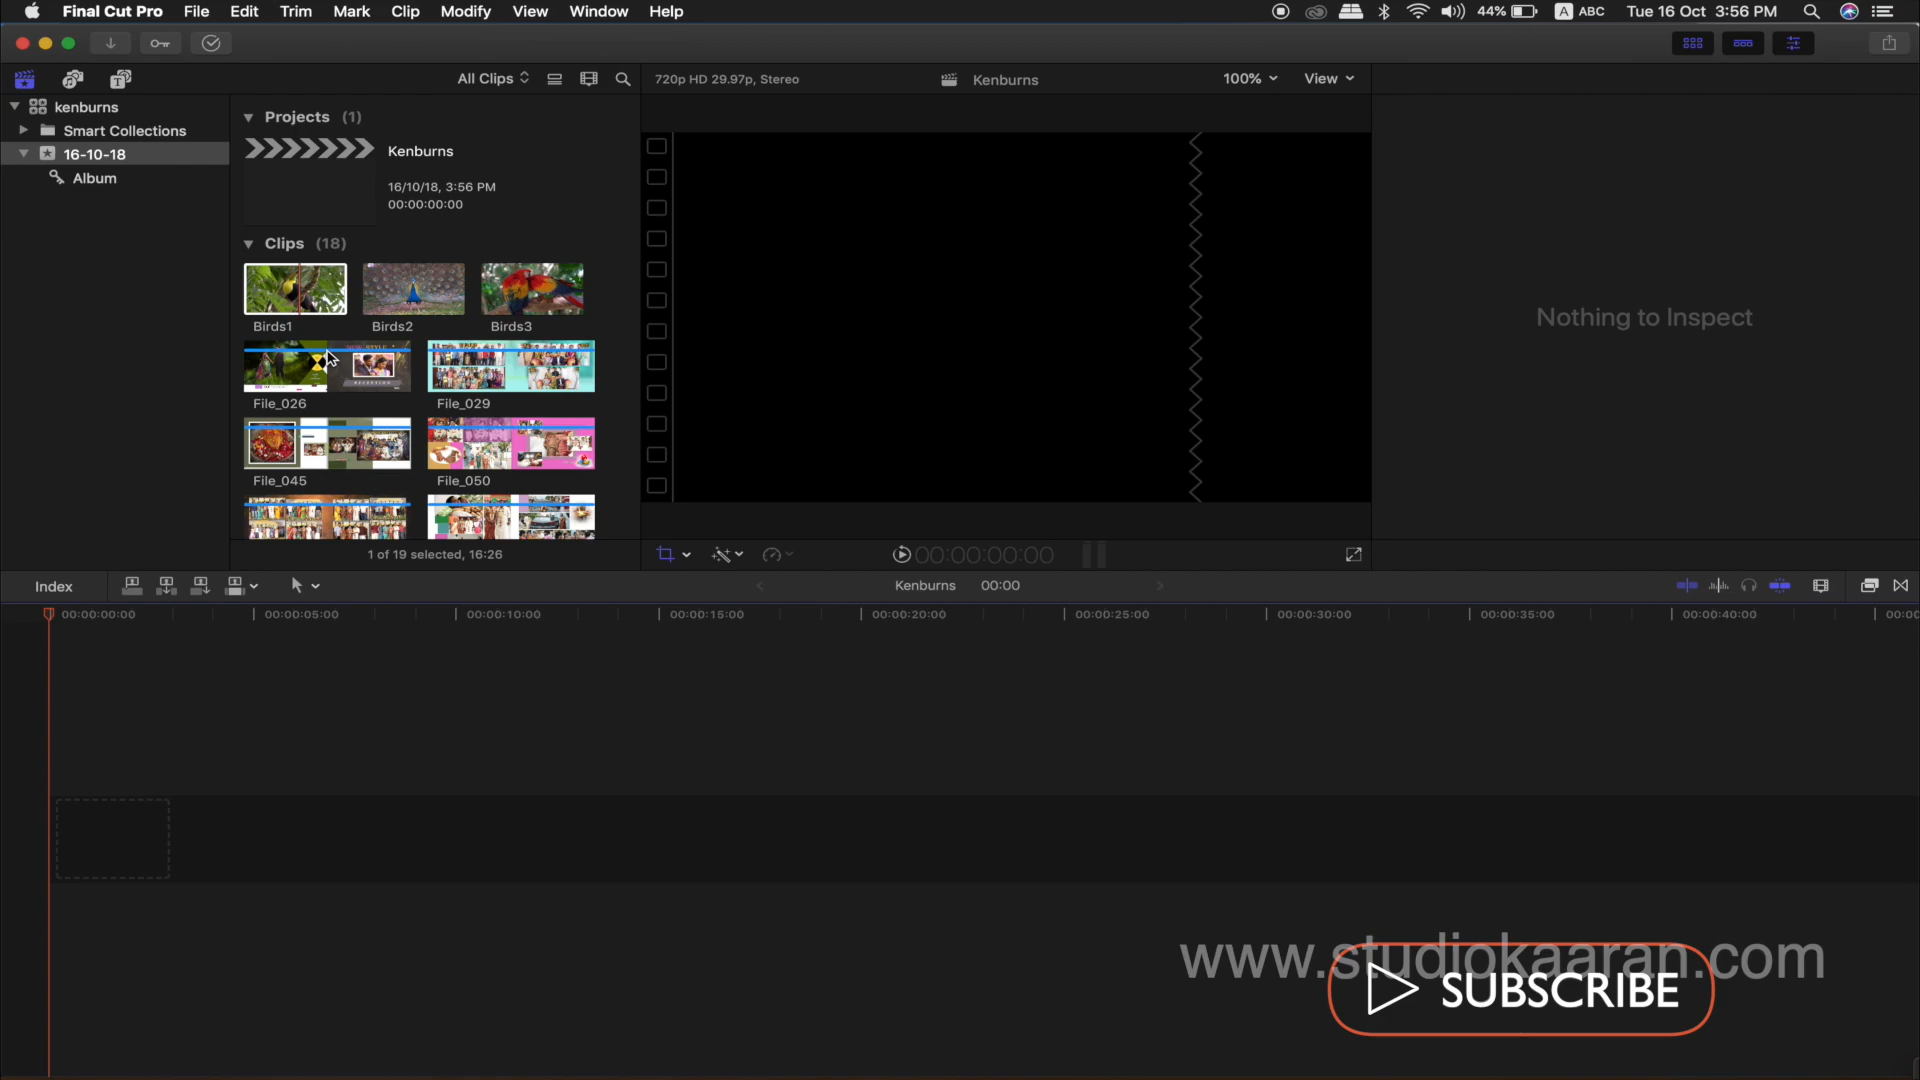 Final Cut Pro File Edit Trim Mark Clip Modify View Window Help 44% A ABC Tue 16 Oct 3:56 PM
All Clips 720p HD 29.97p, Stereo Kenburns 100% View
kenburns
Smart Collections
16-10-18
Album
Projects (1)
Kenburns
16/10/18, 3:56 PM
00:00:00:00
Clips (18)
Birds1 Birds2 Birds3
File_026 File_029
File_045 File_050
1 of 19 selected, 16:26
00:00:00:00
Nothing to Inspect
Index Kenburns 00:00
00:00:00:00 00:00:05:00 00:00:10:00 00:00:15:00 00:00:20:00 00:00:25:00 00:00:30:00 00:00:35:00 00:00:40:00 00:00
www.studiokaaran.com
SUBSCRIBE